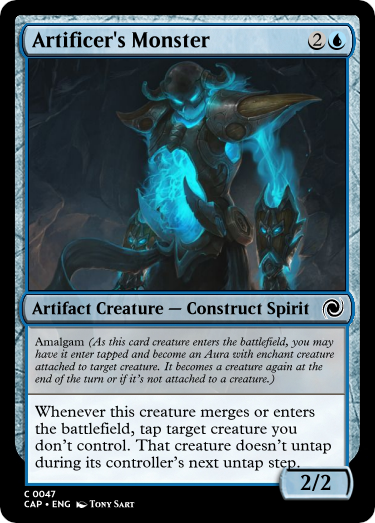 Artificer's Monster 2
Artifact Creature — Construct Spirit
Amalgam (As this card creature enters the battlefield, you may
have it enter tapped and become an Aura with enchant creature
attached to target creature. It becomes a creature again at the
end of the turn or if it's not attached to a creature.)
Whenever this creature merges or enters
the battlefield, tap target creature you
don't control. That creature doesn't untap
during its controller's next untap step.
2/2
C 0047
CAP • ENG Tony Sart